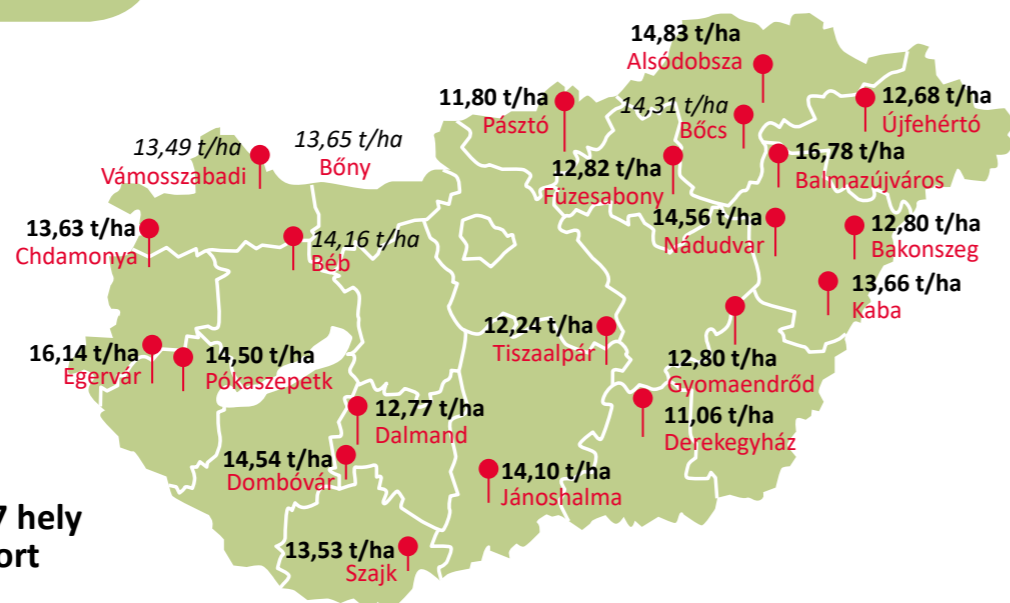 14,83 t/ha
Alsódobsza
11,80 t/ha
Pásztó
14,31 t/ha
Bőcs
12,68 t/ha
Újfehértó
13,49 t/ha
Vámosszabadi
13,65 t/ha
Bőny
12,82 t/ha
Füzesabony
16,78 t/ha
Balmazújváros
13,63 t/ha
Chdamonya
14,16 t/ha
Béb
14,56 t/ha
Nádudvar
12,80 t/ha
Bakonszeg
13,66 t/ha
Kaba
16,14 t/ha
Egervár
14,50 t/ha
Pókaszepetk
12,24 t/ha
Tiszaalpár
12,80 t/ha
Gyomaendrőd
12,77 t/ha
Dalmand
11,06 t/ha
Derekegyház
14,54 t/ha
Dombóvár
14,10 t/ha
Jánoshalma
13,53 t/ha
Szajk
7 hely
ort